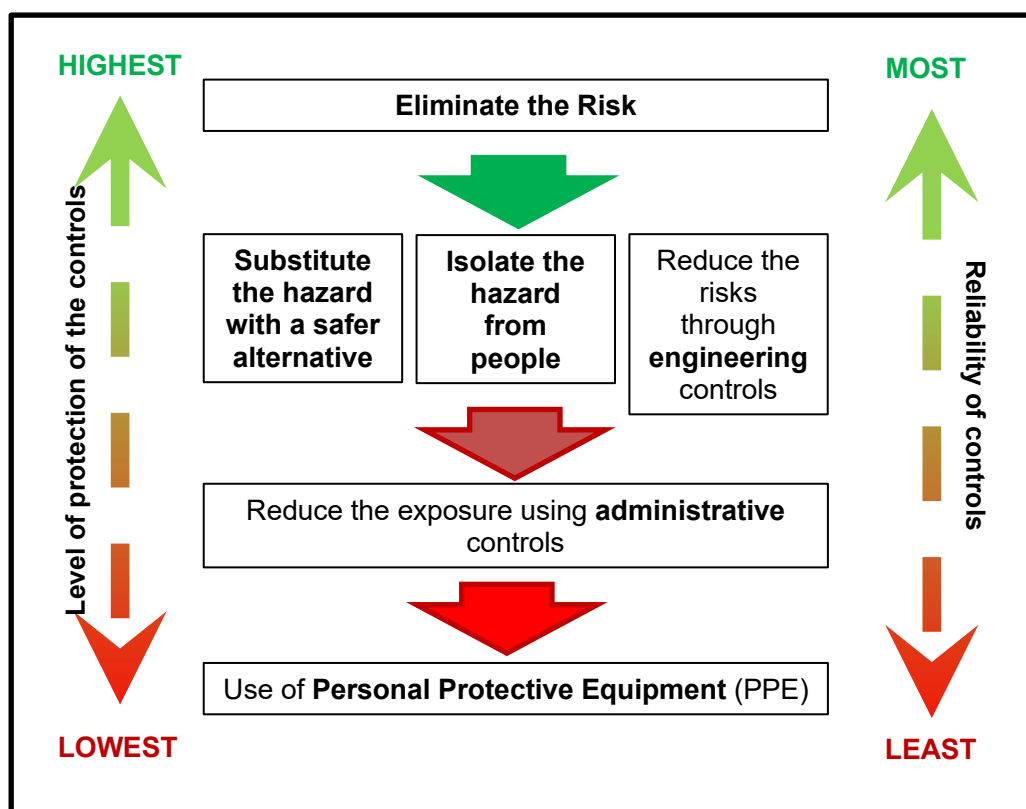 HIGHEST
MOST
Eliminate the Risk
Level of protection of the controls
Substitute
the hazard
with a safer
alternative
Isolate the
hazard
from
people
Reduce the
risks
through
engineering
controls
Reliability of controls
Reduce the exposure using administrative
controls
Use of Personal Protective Equipment (PPE)
LOWEST
LEAST